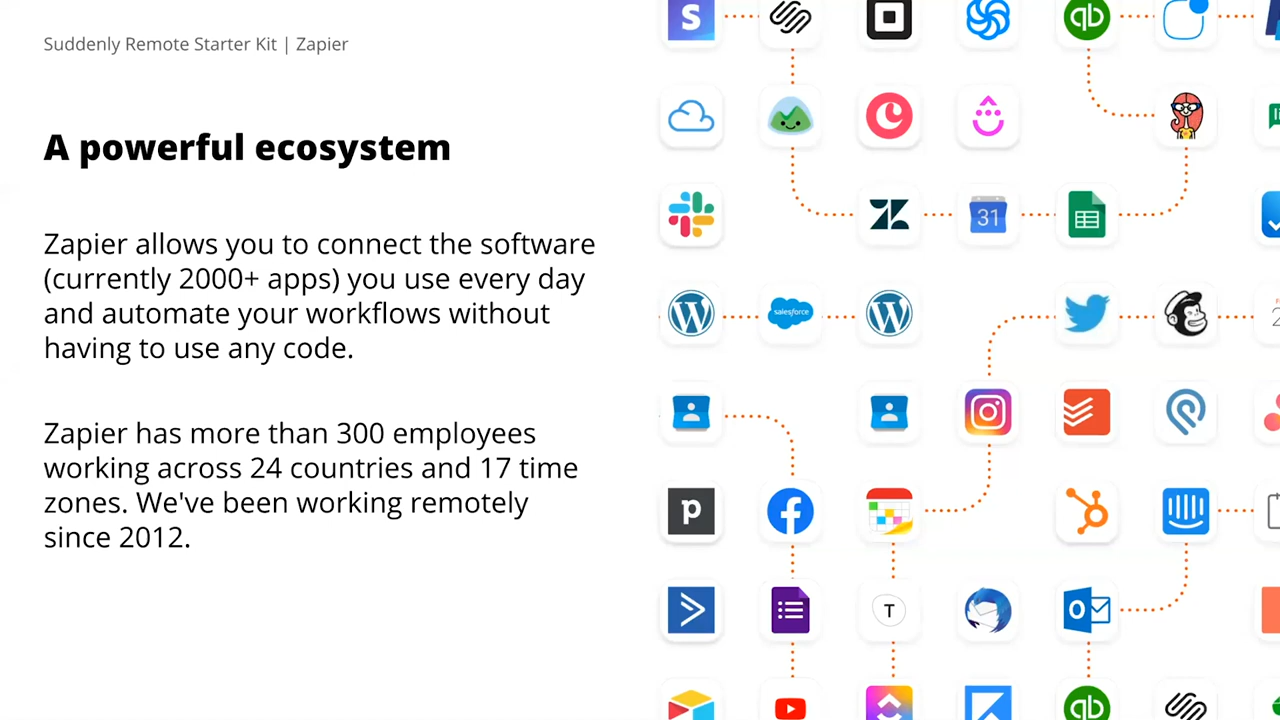 Suddenly Remote Starter Kit | Zapier
A powerful ecosystem
Zapier allows you to connect the software
(currently 2000+ apps) you use every day
and automate your workflows without
having to use any code.
Zapier has more than 300 employees
working across 24 countries and 17 time
zones. We've been working remotely
since 2012.
S
qb
31
W
salesforce
W
p
T
O
qb